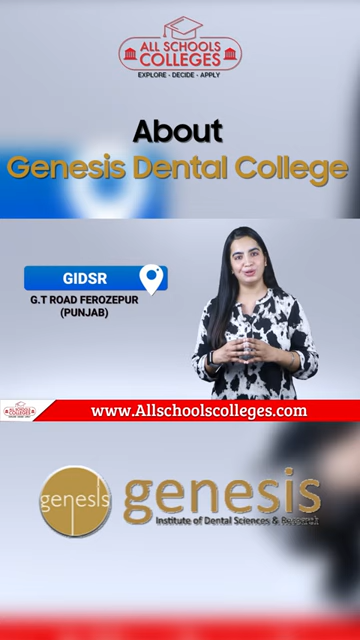 ALL SCHOOLS
COLLEGES
EXPLORE - DECIDE - APPLY
About
Genesis Dental College
GIDSR
G.T ROAD FEROZEPUR
(PUNJAB)
www.Allschoolscolleges.com
genesis
genesis
Institute of Dental Sciences & Research